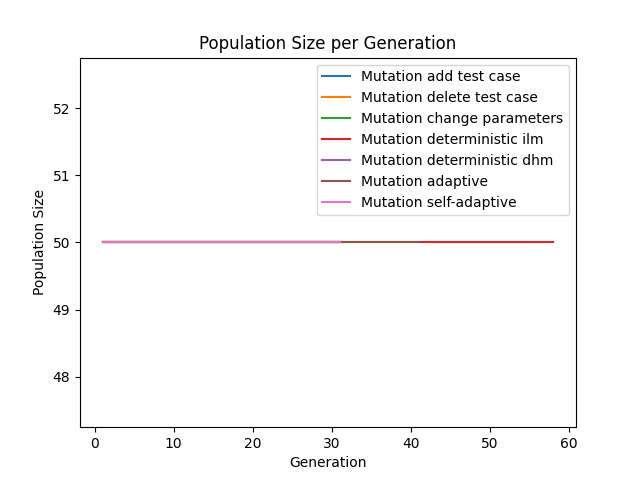 Population Size per Generation
Mutation add test case
Mutation delete test case
Mutation change parameters
Mutation deterministic ilm
Mutation deterministic dhm
Mutation adaptive
Mutation self-adaptive
Population Size
52
51
50
49
48
0 10 20 30 40 50 60
Generation